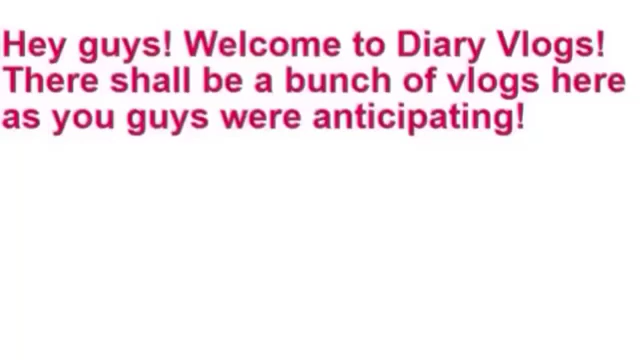 Hey guys! Welcome to Diary Vlogs!
There shall be a bunch of vlogs here
as you guys were anticipating!